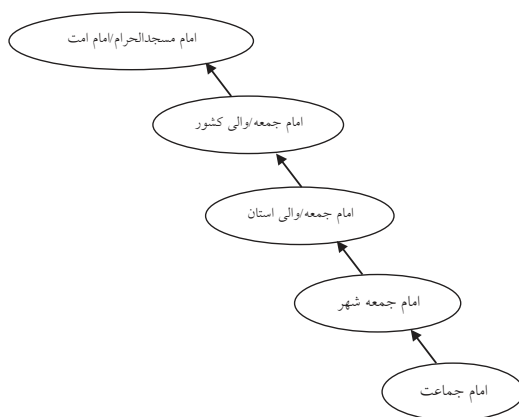 امام مسجدالحرام/امام امت
امام جمعه/والی کشور
امام جمعه/والی استان
امام جمعه شهر
امام جماعت